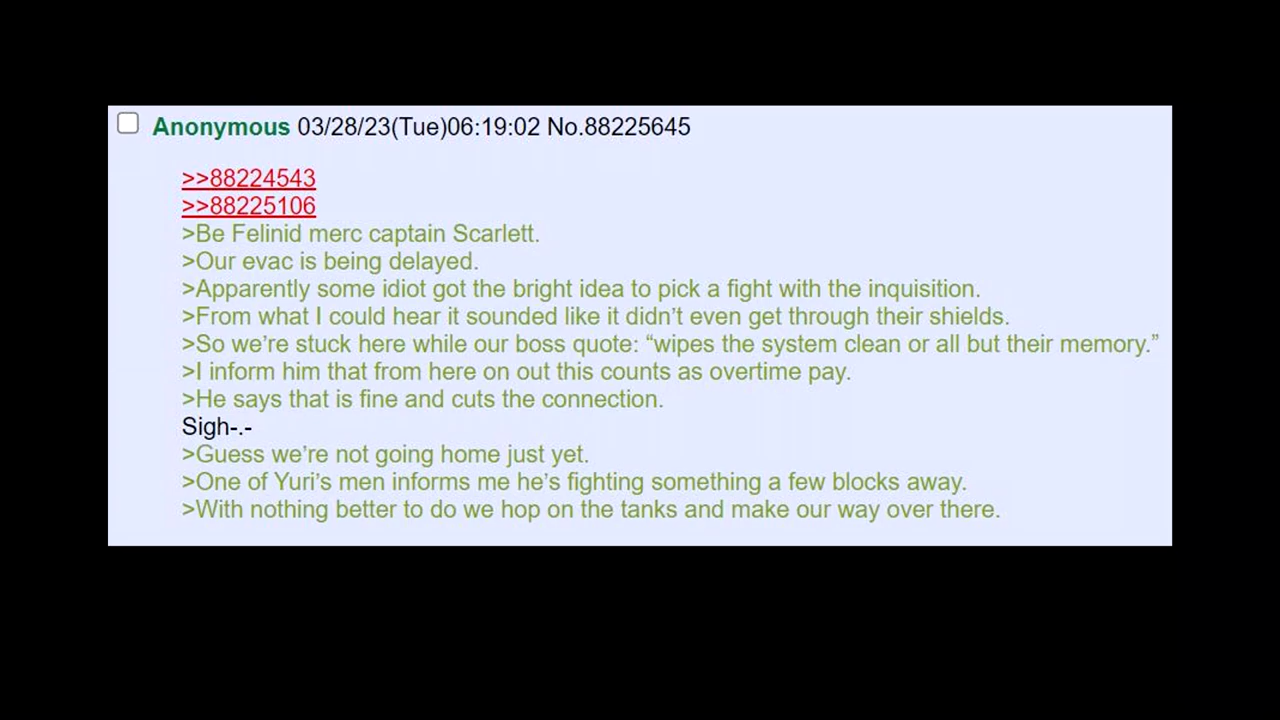 Anonymous 03/28/23(Tue)06:19:02 No.88225645
>>88224543
>>88225106
>Be Felinid merc captain Scarlett.
>Our evac is being delayed.
>Apparently some idiot got the bright idea to pick a fight with the inquisition.
>From what I could hear it sounded like it didn’t even get through their shields.
>So we’re stuck here while our boss quote: “wipes the system clean or all but their memory.”
>I inform him that from here on out this counts as overtime pay.
>He says that is fine and cuts the connection.
Sigh-.-
>Guess we’re not going home just yet.
>One of Yuri’s men informs me he’s fighting something a few blocks away.
>With nothing better to do we hop on the tanks and make our way over there.